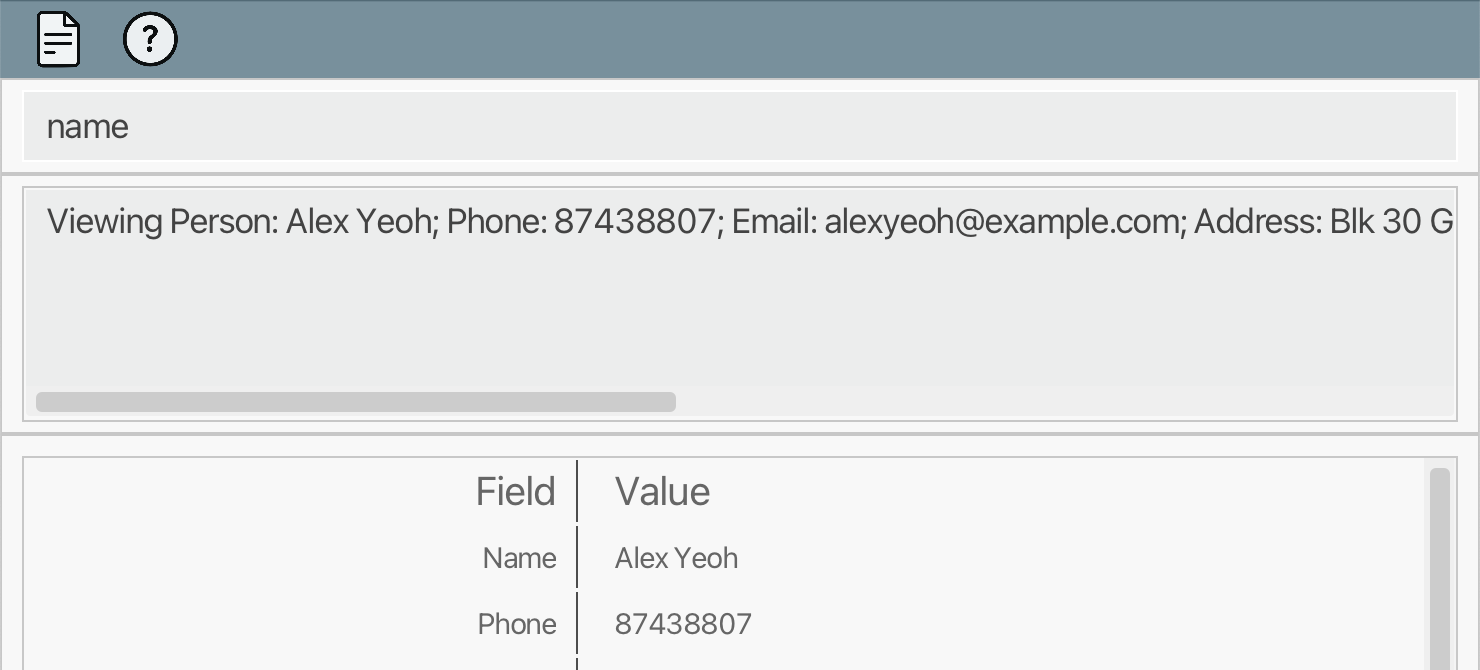 ?
name
Viewing Person: Alex Yeoh; Phone: 87438807; Email: alexyeoh@example.com; Address: Blk 30 G
Field Value
Name Alex Yeoh
Phone 87438807